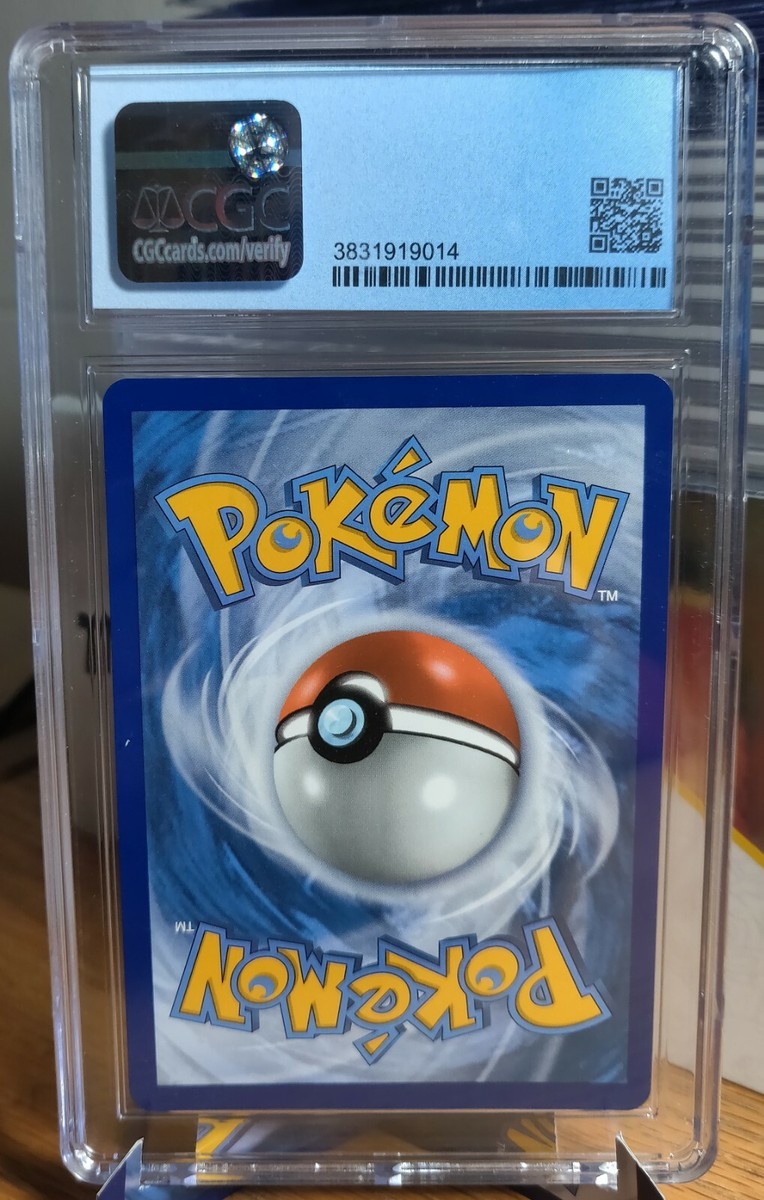 CGC
CGCcards.com/verify
3831919014
POKéMON
TM
TM
POKéMON